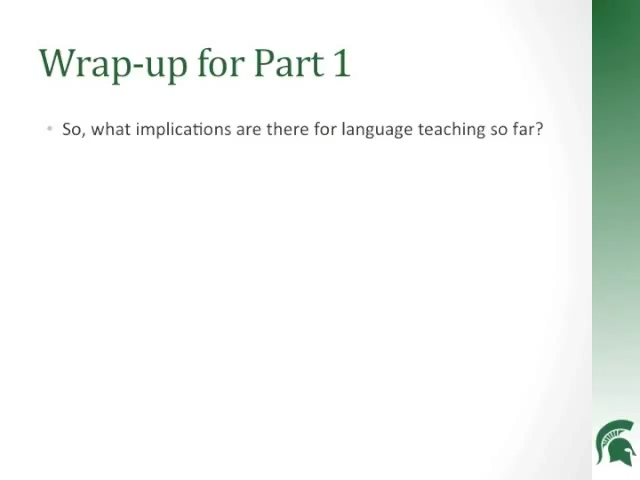 Wrap-up for Part 1
• So, what implications are there for language teaching so far?